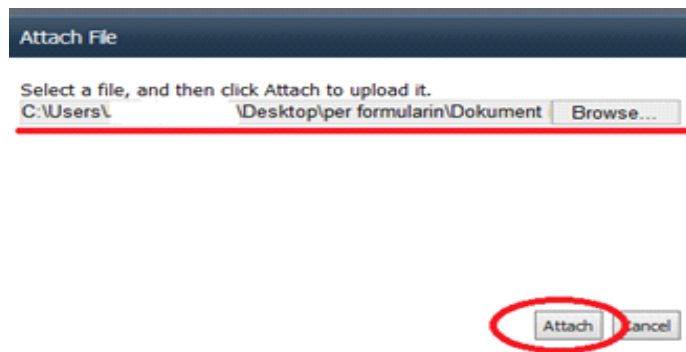 Attach File
Select a file, and then click Attach to upload it.
C:\Users\ \Desktop\per formularin\Dokument Browse...
Attach Cancel